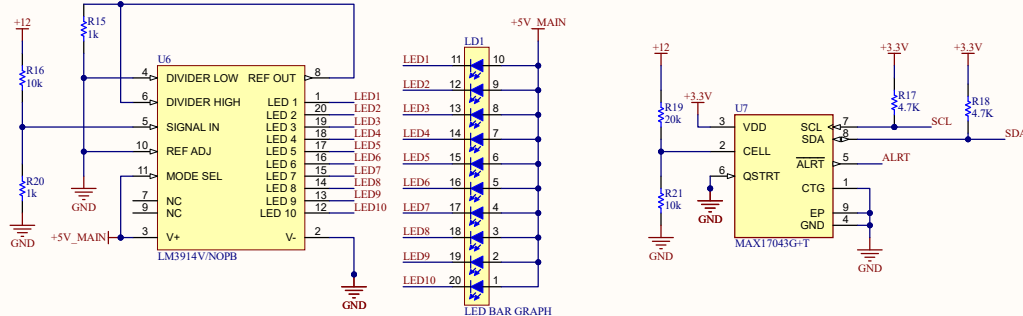 +12
R15
1k
R16
10k
R20
1k
GND
GND
U6
4 DIVIDER LOW REF OUT 8
6 DIVIDER HIGH
LED 1 1 LED1
LED 2 20 LED2
5 SIGNAL IN LED 3 19 LED3
LED 4 18 LED4
10 REF ADJ LED 5 17 LED5
LED 6 16 LED6
11 MODE SEL LED 7 15 LED7
LED 8 14 LED8
7 NC LED 9 13 LED9
9 NC LED 10 12 LED10
+5V_MAIN 3 V+ V- 2
LM3914V/NOPB
GND
+5V_MAIN
LD1
LED1 11 10
LED2 12 9
LED3 13 8
LED4 14 7
LED5 15 6
LED6 16 5
LED7 17 4
LED8 18 3
LED9 19 2
LED10 20 1
LED BAR GRAPH
+12
R19
20k
R21
10k
GND
+3.3V
GND
+3.3V
+3.3V
R17
4.7K
R18
4.7K
U7
3 VDD SCL 7 SCL
SDA 8 SDA
2 CELL
ALRT 5 ALRT
6 QSTRT
CTG 1
EP 9
GND 4
MAX17043G+T
GND